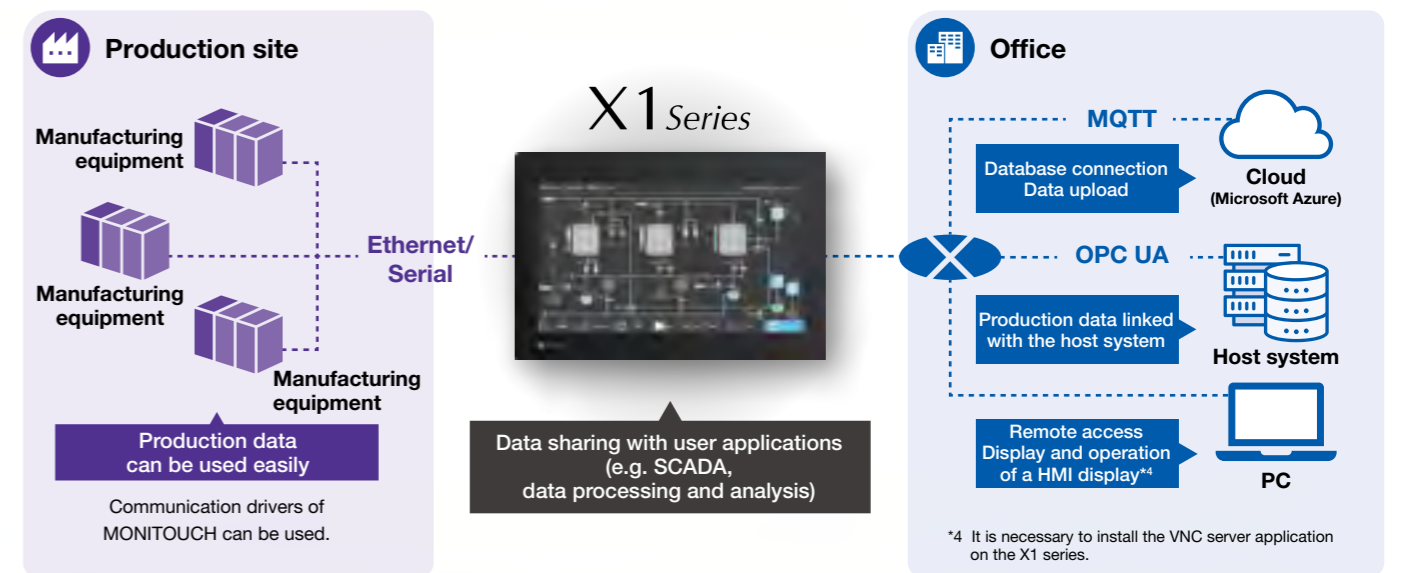 Production site
Manufacturing
equipment
Manufacturing
equipment
Manufacturing
equipment
Ethernet/
Serial
Production data
can be used easily
Communication drivers of
MONITOUCH can be used.
X1 Series
Data sharing with user applications
(e.g. SCADA,
data processing and analysis)
Office
MQTT
Database connection
Data upload
Cloud
(Microsoft Azure)
OPC UA
Production data linked
with the host system
Host system
Remote access
Display and operation
of a HMI display*4
PC
*4 It is necessary to install the VNC server application
on the X1 series.